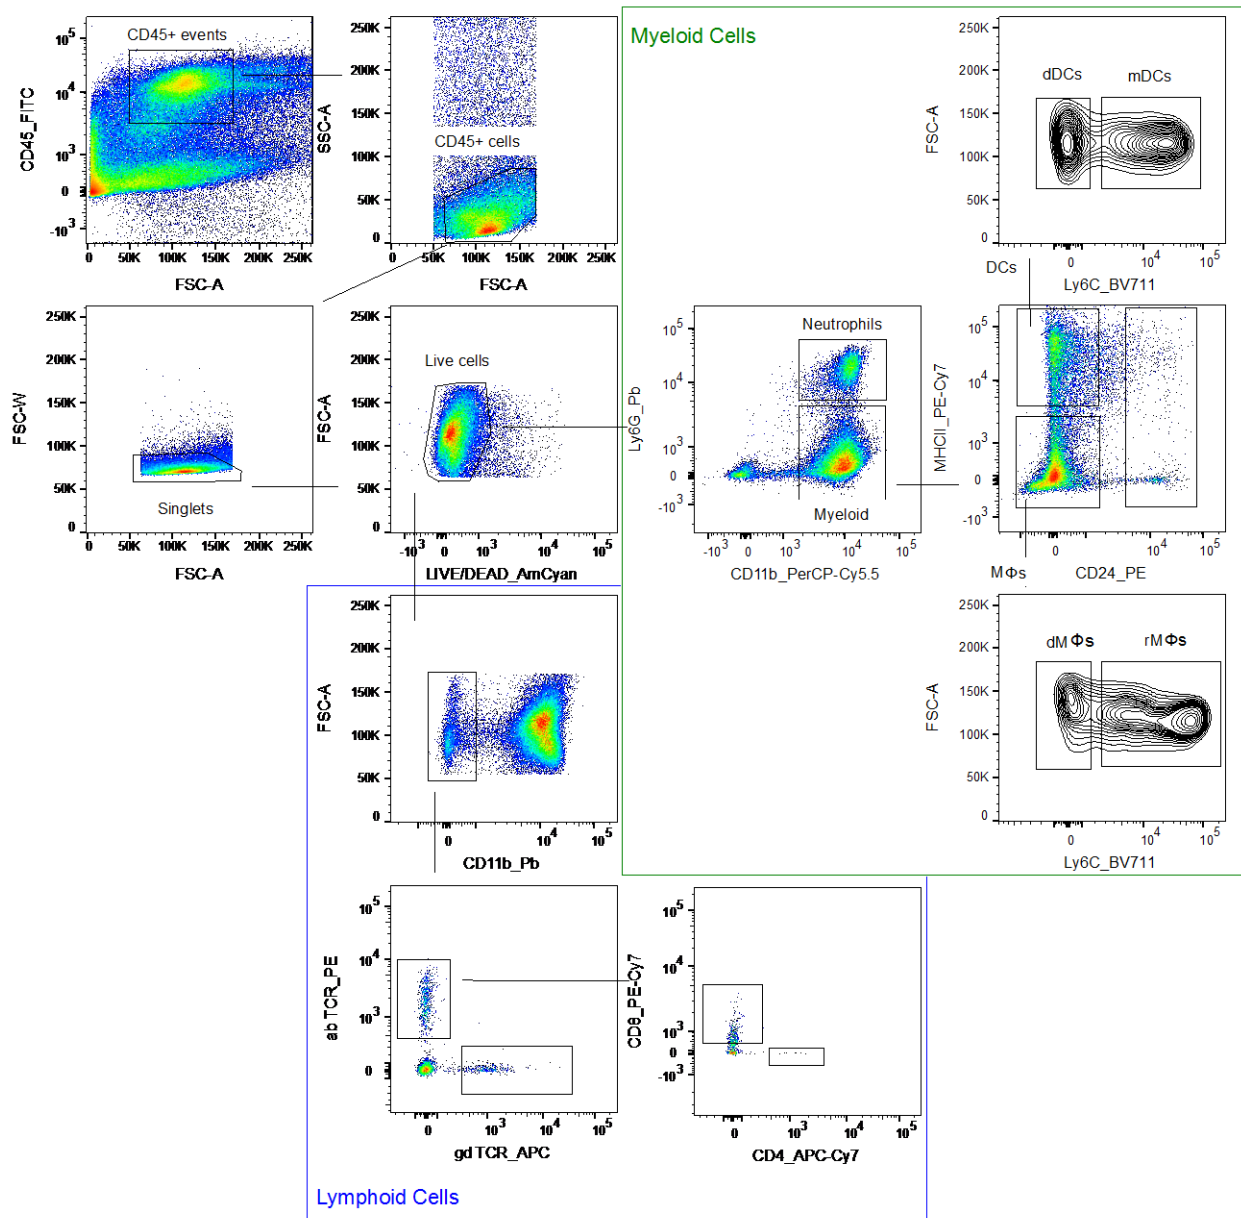 CD45+ events
10^5
10^4
10^3
0
-10^3
CD45_FITC
0 50K 100K 150K 200K 250K
FSC-A
250K
200K
150K
100K
50K
0
SSC-A
CD45+ cells
0 50K 100K 150K 200K 250K
FSC-A
Myeloid Cells
250K
200K
150K
100K
50K
0
FSC-A
dDCs mDCs
0 10^4 10^5
Ly6C_BV711
DCs
250K
200K
150K
100K
50K
0
FSC-W
Singlets
0 50K 100K 150K 200K 250K
FSC-A
250K
200K
150K
100K
50K
0
FSC-A
Live cells
-10^3 0 10^3 10^4 10^5
LIVE/DEAD_AmCyan
10^5
10^4
10^3
0
-10^3
Ly6G_Pb
Neutrophils
Myeloid
-10^3 0 10^3 10^4 10^5
CD11b_PerCP-Cy5.5
10^5
10^4
10^3
0
-10^3
MHCII_PE-Cy7
0 10^3 10^4 10^5
MΦs CD24_PE
250K
200K
150K
100K
50K
0
FSC-A
0 10^4 10^5
CD11b_Pb
250K
200K
150K
100K
50K
0
FSC-A
dMΦs rMΦs
0 10^4 10^5
Ly6C_BV711
10^5
10^4
10^3
0
ab TCR_PE
0 10^3 10^4 10^5
gd TCR_APC
10^5
10^4
10^3
0
-10^3
CD8_PE-Cy7
0 10^3 10^4 10^5
CD4_APC-Cy7
Lymphoid Cells